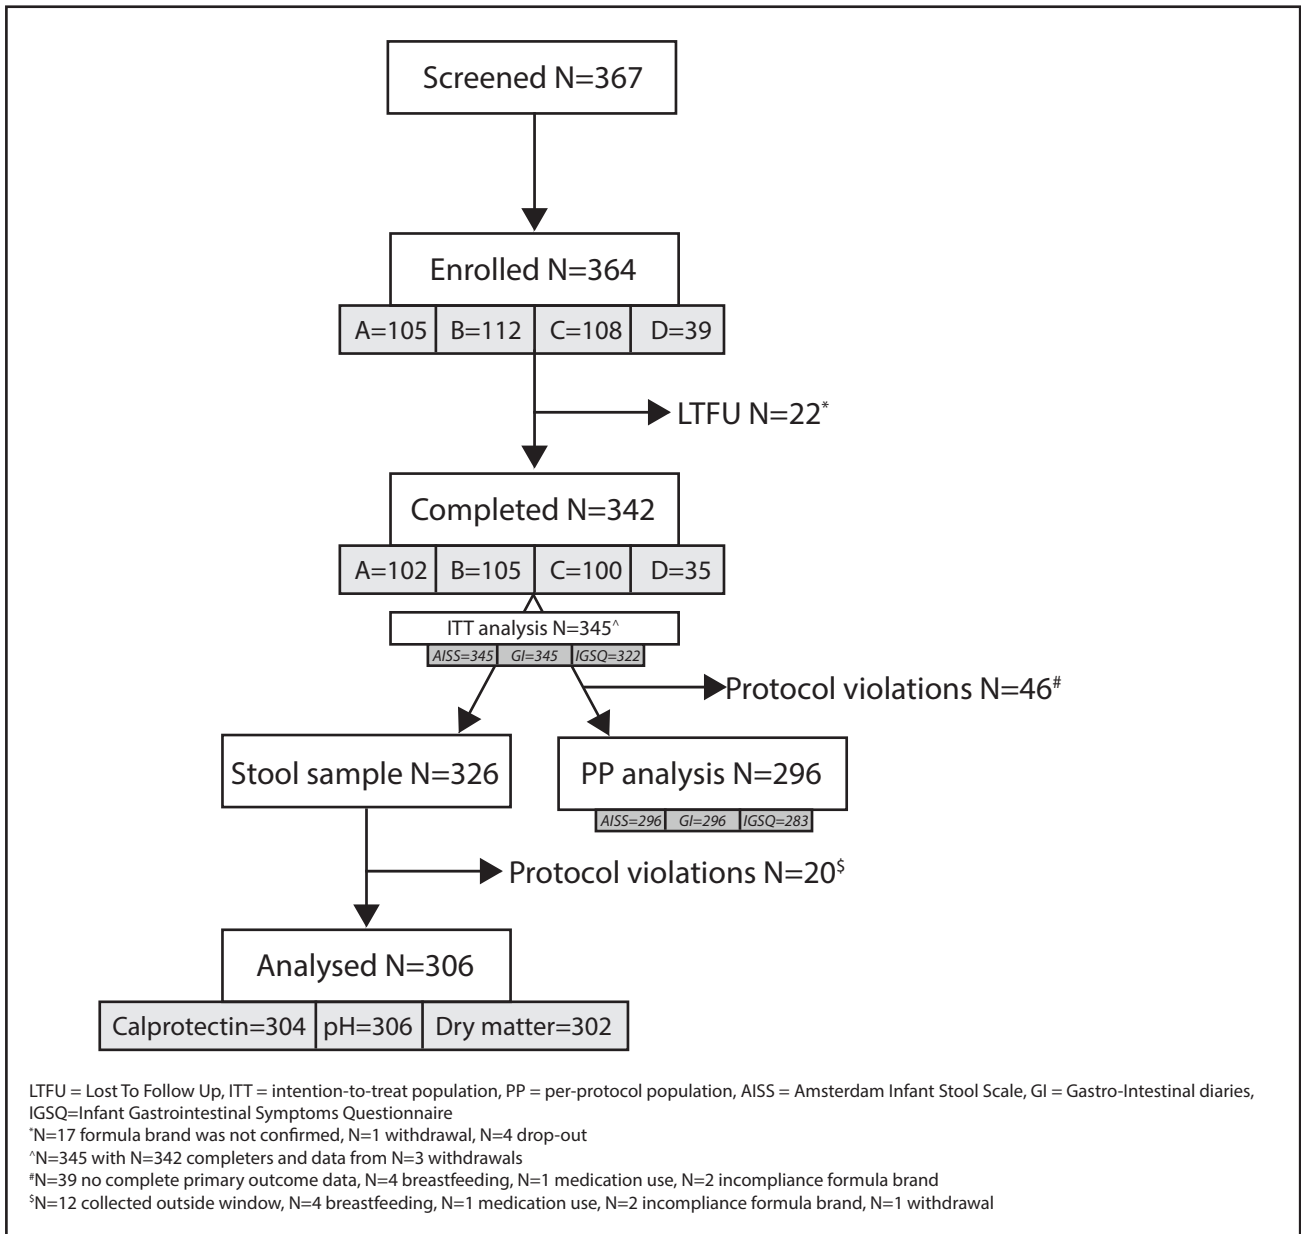 Screened N=367
Enrolled N=364
A=105 B=112 C=108 D=39
LTFU N=22*
Completed N=342
A=102 B=105 C=100 D=35
ITT analysis N=345^
AISS=345 GI=345 IGSQ=322
Protocol violations N=46#
Stool sample N=326
PP analysis N=296
AISS=296 GI=296 IGSQ=283
Protocol violations N=20$
Analysed N=306
Calprotectin=304 pH=306 Dry matter=302
LTFU = Lost To Follow Up, ITT = intention-to-treat population, PP = per-protocol population, AISS = Amsterdam Infant Stool Scale, GI = Gastro-Intestinal diaries,
IGSQ=Infant Gastrointestinal Symptoms Questionnaire
*N=17 formula brand was not confirmed, N=1 withdrawal, N=4 drop-out
^N=345 with N=342 completers and data from N=3 withdrawals
#N=39 no complete primary outcome data, N=4 breastfeeding, N=1 medication use, N=2 incompliance formula brand
$N=12 collected outside window, N=4 breastfeeding, N=1 medication use, N=2 incompliance formula brand, N=1 withdrawal